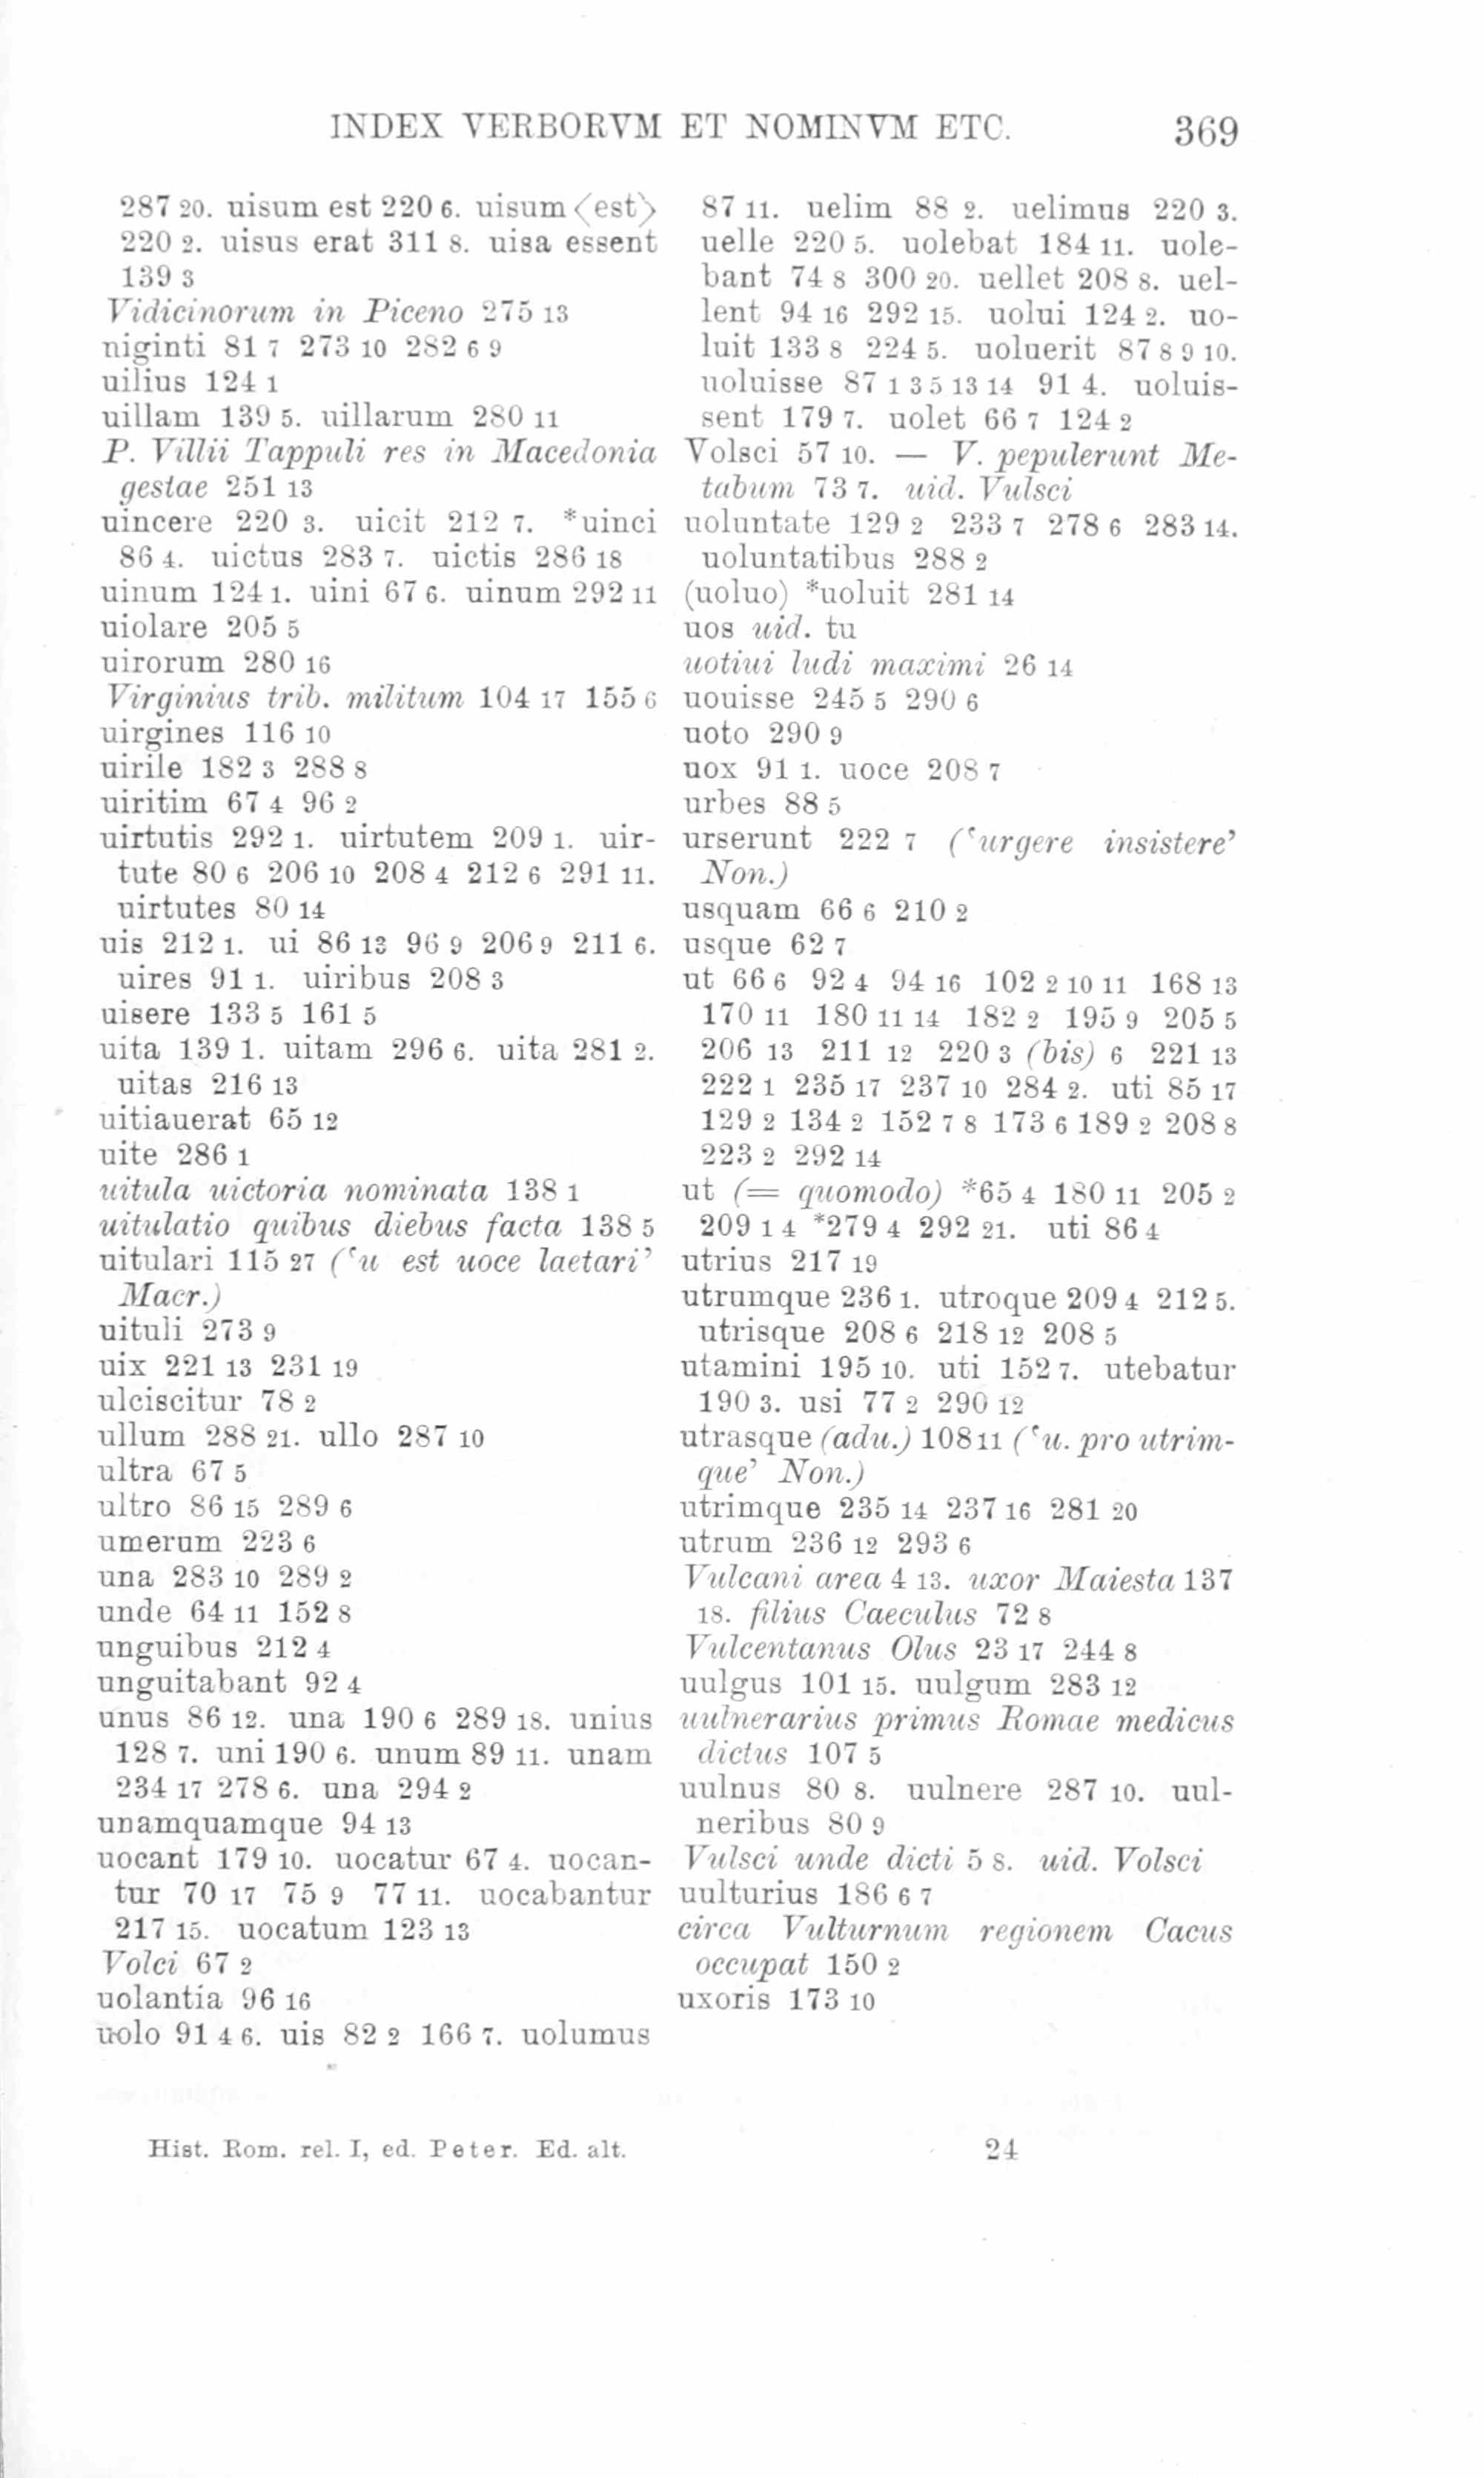 INDEX VERBORVM ET NOMINVM ETC. 369
287 20. uisum est 220 6. uisum <est>
220 2. uisus erat 311 8. uisa essent
139 3
Vidicinorum in Piceno 275 13
uiginti 81 7 273 10 282 6 9
uilius 124 1
uillam 139 5. uillarum 280 11
P. Villii Tappuli res in Macedonia
gestae 251 13
uincere 220 3. uicit 212 7. *uinci
86 4. uictus 283 7. uictis 286 18
uinum 124 1. uini 67 6. uinum 292 11
uiolare 205 5
uirorum 280 16
Virginius trib. militum 104 17 155 6
uirgines 116 10
uirile 182 3 288 8
uiritim 67 4 96 2
uirtutis 292 1. uirtutem 209 1. uir-
tute 80 6 206 10 208 4 212 6 291 11.
uirtutes 80 14
uis 212 1. ui 86 13 96 9 206 9 211 6.
uires 91 1. uiribus 208 3
uisere 133 5 161 5
uita 139 1. uitam 296 6. uita 281 2.
uitas 216 13
uitiauerat 65 12
uite 286 1
uitula uictoria nominata 138 1
uitulatio quibus diebus facta 138 5
uitulari 115 27 (‘u est uoce laetari’
Macr.)
uituli 273 9
uix 221 13 231 19
ulciscitur 78 2
ullum 288 21. ullo 287 10
ultra 67 5
ultro 86 15 289 6
umerum 223 6
una 283 10 289 2
unde 64 11 152 8
unguibus 212 4
unguitabant 92 4
unus 86 12. una 190 6 289 18. unius
128 7. uni 190 6. unum 89 11. unam
234 17 278 6. una 294 2
unamquamque 94 13
uocant 179 10. uocatur 67 4. uocan-
tur 70 17 75 9 77 11. uocabantur
217 15. uocatum 123 13
Volci 67 2
uolantia 96 16
uolo 91 4 6. uis 82 2 166 7. uolumus
87 11. uelim 88 2. uelimus 220 3.
uelle 220 5. uolebat 184 11. uole-
bant 74 8 300 20. uellet 208 8. uel-
lent 94 16 292 15. uolui 124 2. uo-
luit 133 8 224 5. uoluerit 87 8 9 10.
uoluisse 87 1 3 5 13 14 91 4. uoluis-
sent 179 7. uolet 66 7 124 2
Volsci 57 10. — V. pepulerunt Me-
tabum 73 7. uid. Vulsci
uoluntate 129 2 233 7 278 6 283 14.
uoluntatibus 288 2
(uoluo) *uoluit 281 14
uos uid. tu
uotiui ludi maximi 26 14
uouisse 245 5 290 6
uoto 290 9
uox 91 1. uoce 208 7
urbes 88 5
urserunt 222 7 (‘urgere insistere’
Non.)
usquam 66 6 210 2
usque 62 7
ut 66 6 92 4 94 16 102 2 10 11 168 13
170 11 180 11 14 182 2 195 9 205 5
206 13 211 12 220 3 (bis) 6 221 13
222 1 235 17 237 10 284 2. uti 85 17
129 2 134 2 152 7 8 173 6 189 2 208 8
223 2 292 14
ut (= quomodo) *65 4 180 11 205 2
209 1 4 *279 4 292 21. uti 86 4
utrius 217 19
utrumque 236 1. utroque 209 4 212 5.
utrisque 208 6 218 12 208 5
utamini 195 10. uti 152 7. utebatur
190 3. usi 77 2 290 12
utrasque (adu.) 108 11 (‘u. pro utrim-
que’ Non.)
utrimque 235 14 237 16 281 20
utrum 236 12 293 6
Vulcani area 4 13. uxor Maiesta 137
18. filius Caeculus 72 8
Vulcentanus Olus 23 17 244 8
uulgus 101 15. uulgum 283 12
uulnerarius primus Romae medicus
dictus 107 5
uulnus 80 8. uulnere 287 10. uul-
neribus 80 9
Vulsci unde dicti 5 8. uid. Volsci
uulturius 186 6 7
circa Vulturnum regionem Cacus
occupat 150 2
uxoris 173 10
Hist. Rom. rel. I, ed. Peter. Ed. alt. 24